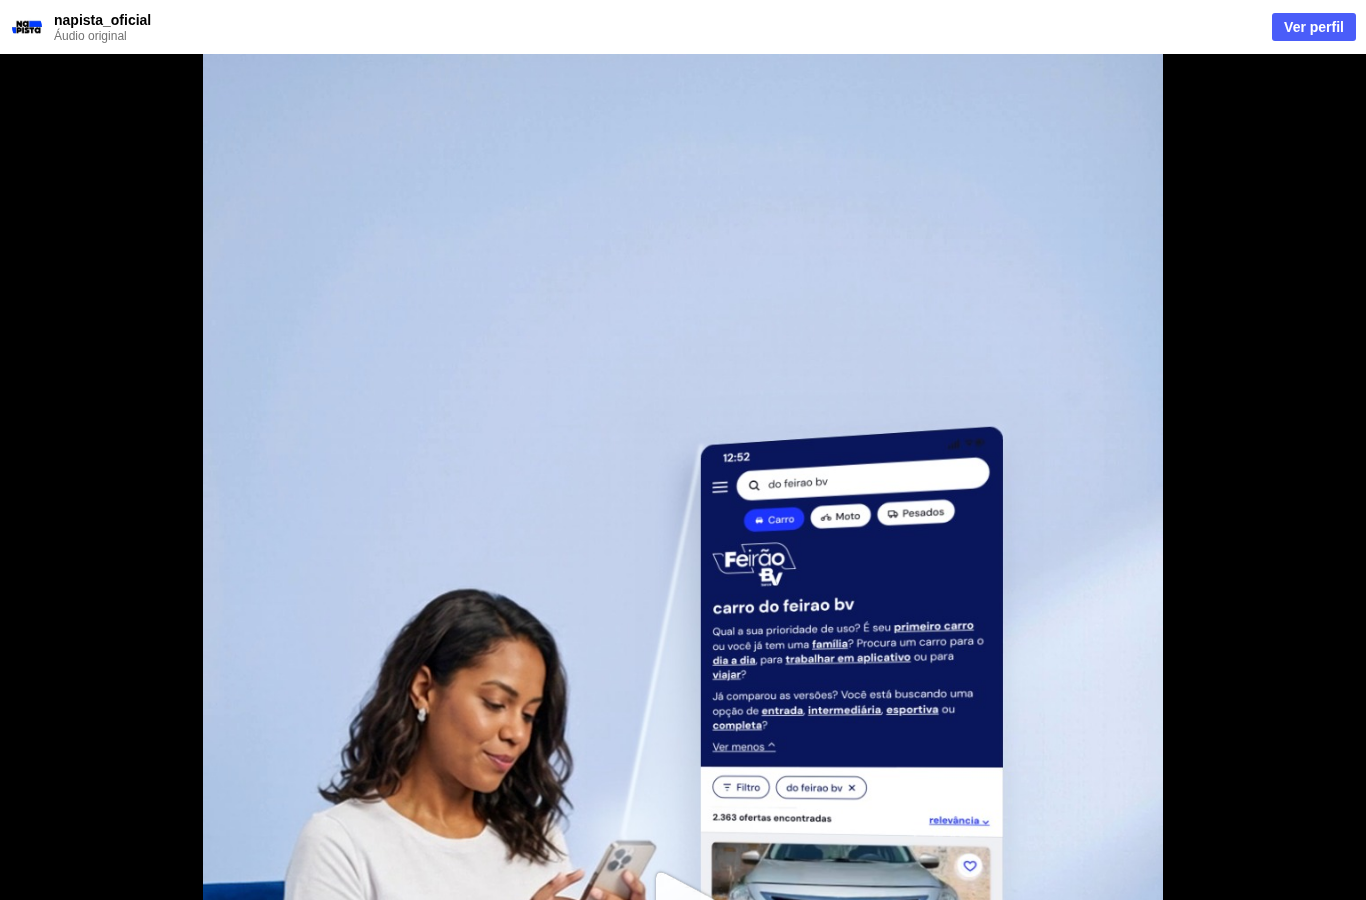 NA
PISTA
napista_oficial
Áudio original
Ver perfil
12:52
do feirao bv
Carro
Moto
Pesados
Feirão
BV
carro do feirao bv
Qual a sua prioridade de uso? É seu primeiro carro
ou você já tem uma família? Procura um carro para o
dia a dia, para trabalhar em aplicativo ou para
viajar?
Já comparou as versões? Você está buscando uma
opção de entrada, intermediária, esportiva ou
completa?
Ver menos
Filtro
do feirao bv
2.363 ofertas encontradas
relevância